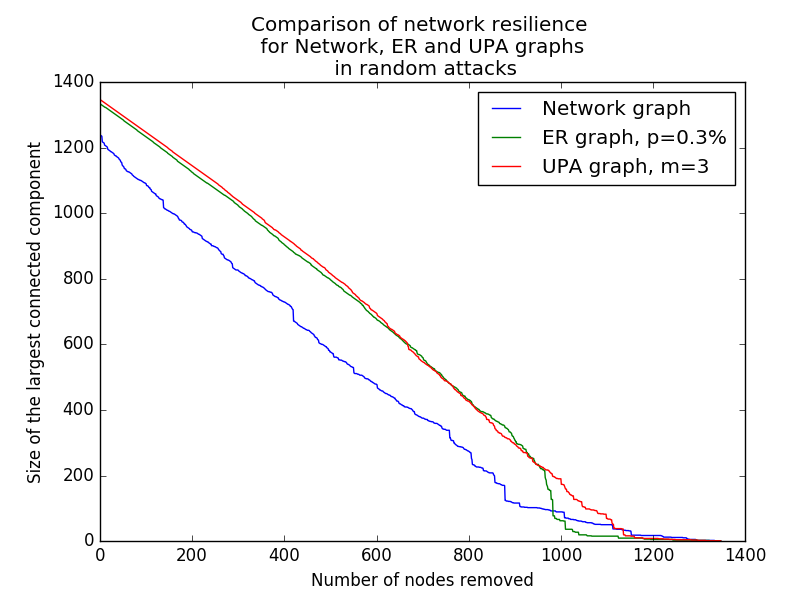 Comparison of network resilience
for Network, ER and UPA graphs
in random attacks
Size of the largest connected component
1400
1200
1000
800
600
400
200
0
Network graph
ER graph, p=0.3%
UPA graph, m=3
0 200 400 600 800 1000 1200 1400
Number of nodes removed